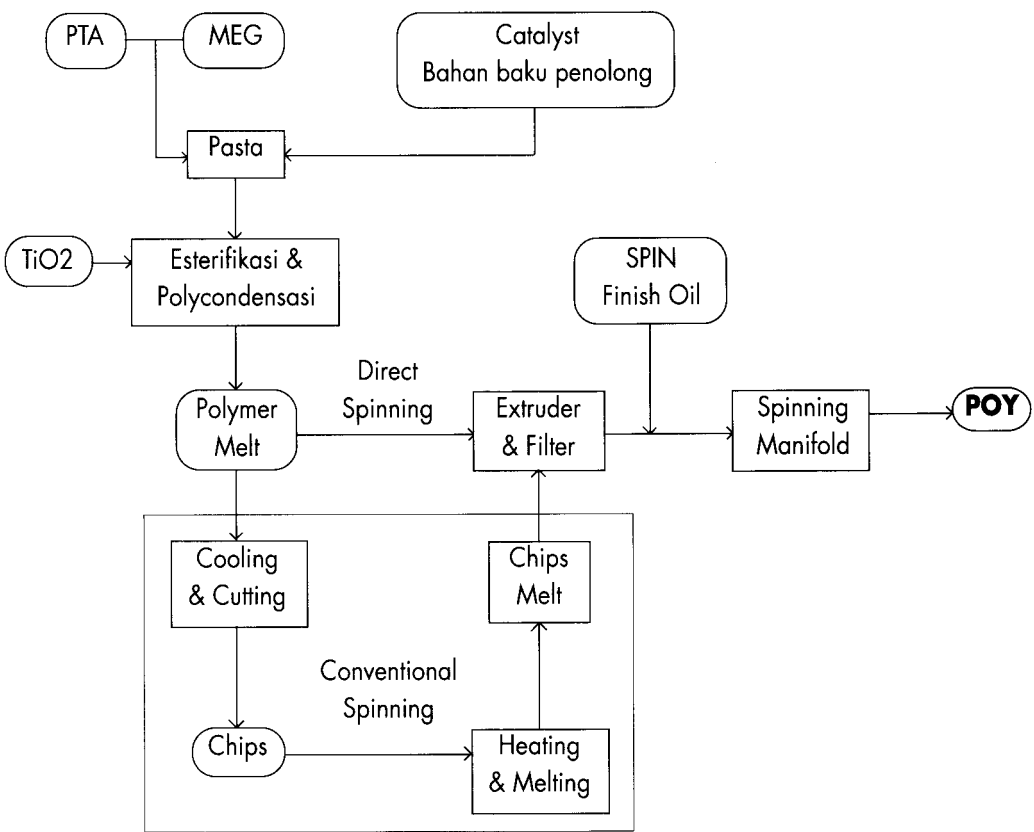 PTA
MEG
Catalyst
Bahan baku penolong
Pasta
TiO2
Esterifikasi &
Polycondensasi
SPIN
Finish Oil
Direct
Spinning
Polymer
Melt
Extruder
& Filter
Spinning
Manifold
POY
Cooling
& Cutting
Chips
Melt
Conventional
Spinning
Chips
Heating
& Melting